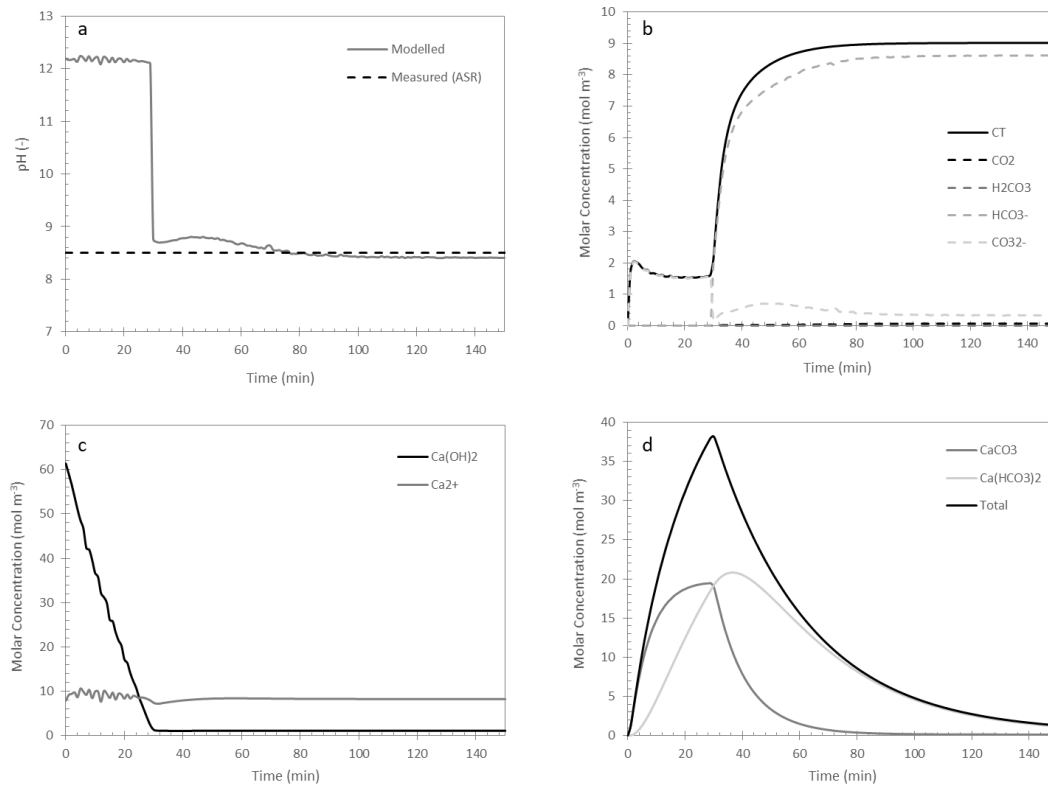 a
13
12
11
10
9
8
7
pH (-)
0 20 40 60 80 100 120 140
Time (min)
Modelled
Measured (ASR)
b
10
9
8
7
6
5
4
3
2
1
0
Molar Concentration (mol m-3)
0 20 40 60 80 100 120 140
Time (min)
CT
CO2
H2CO3
HCO3-
CO32-
c
70
60
50
40
30
20
10
0
Molar Concentration (mol m-3)
0 20 40 60 80 100 120 140
Time (min)
Ca(OH)2
Ca2+
d
40
35
30
25
20
15
10
5
0
Molar Concentration (mol m-3)
0 20 40 60 80 100 120 140
Time (min)
CaCO3
Ca(HCO3)2
Total